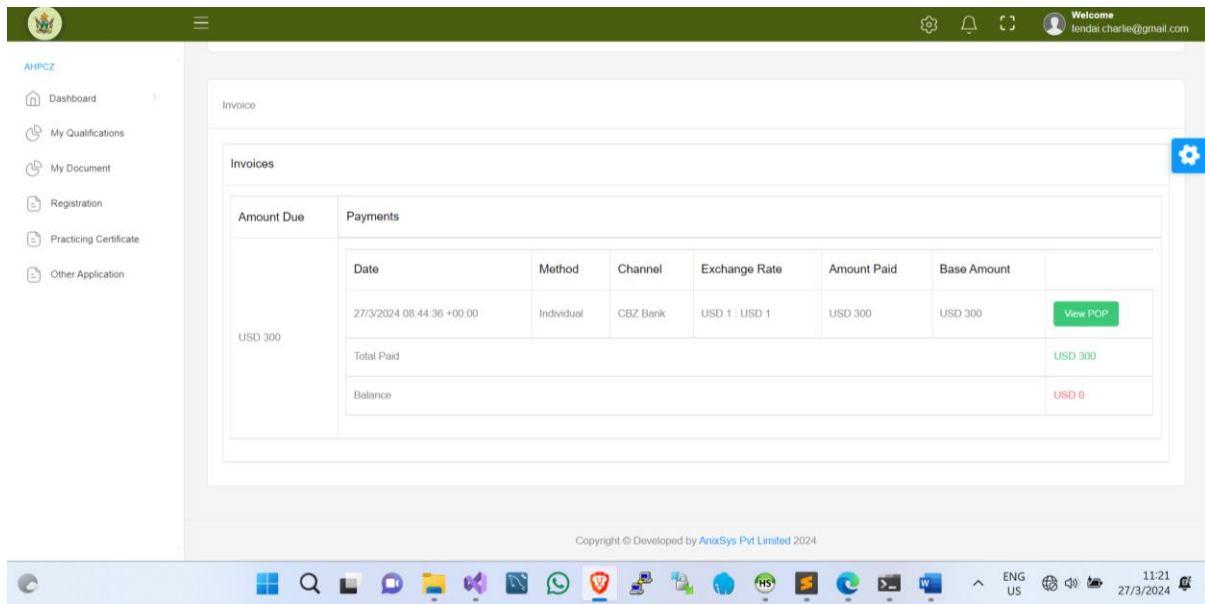 Welcome
tendai.charlie@gmail.com
AHPCZ
Dashboard
My Qualifications
My Document
Registration
Practicing Certificate
Other Application
Invoice
Invoices
Amount Due Payments
Date Method Channel Exchange Rate Amount Paid Base Amount
27/3/2024 08:44:36 +00:00 Individual CBZ Bank USD 1 : USD 1 USD 300 USD 300 View POP
USD 300
Total Paid USD 300
Balance USD 0
Copyright © Developed by AnixSys Pvt Limited 2024
ENG
US
11:21
27/3/2024